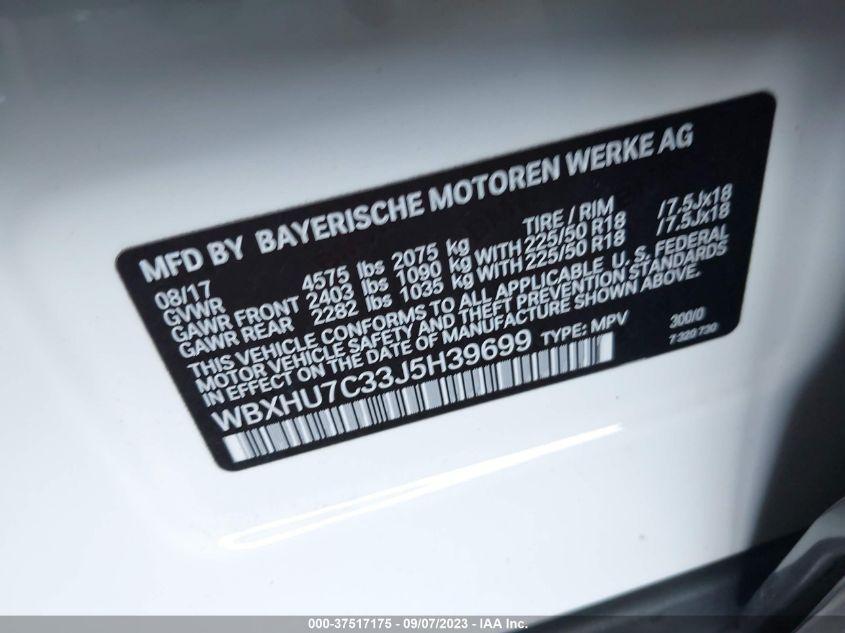 MFD BY BAYERISCHE MOTOREN WERKE AG
08/17 TIRE / RIM
GVWR 4575 lbs 2075 kg
GAWR FRONT 2403 lbs 1090 kg WITH 225/50 R18 /7.5Jx18
GAWR REAR 2282 lbs 1035 kg WITH 225/50 R18 /7.5Jx18
THIS VEHICLE CONFORMS TO ALL APPLICABLE U. S. FEDERAL
MOTOR VEHICLE SAFETY AND THEFT PREVENTION STANDARDS
IN EFFECT ON THE DATE OF MANUFACTURE SHOWN ABOVE.
WBXHU7C33J5H39699 TYPE: MPV 300/0
7 320 730
000-37517175 - 09/07/2023 - IAA Inc.